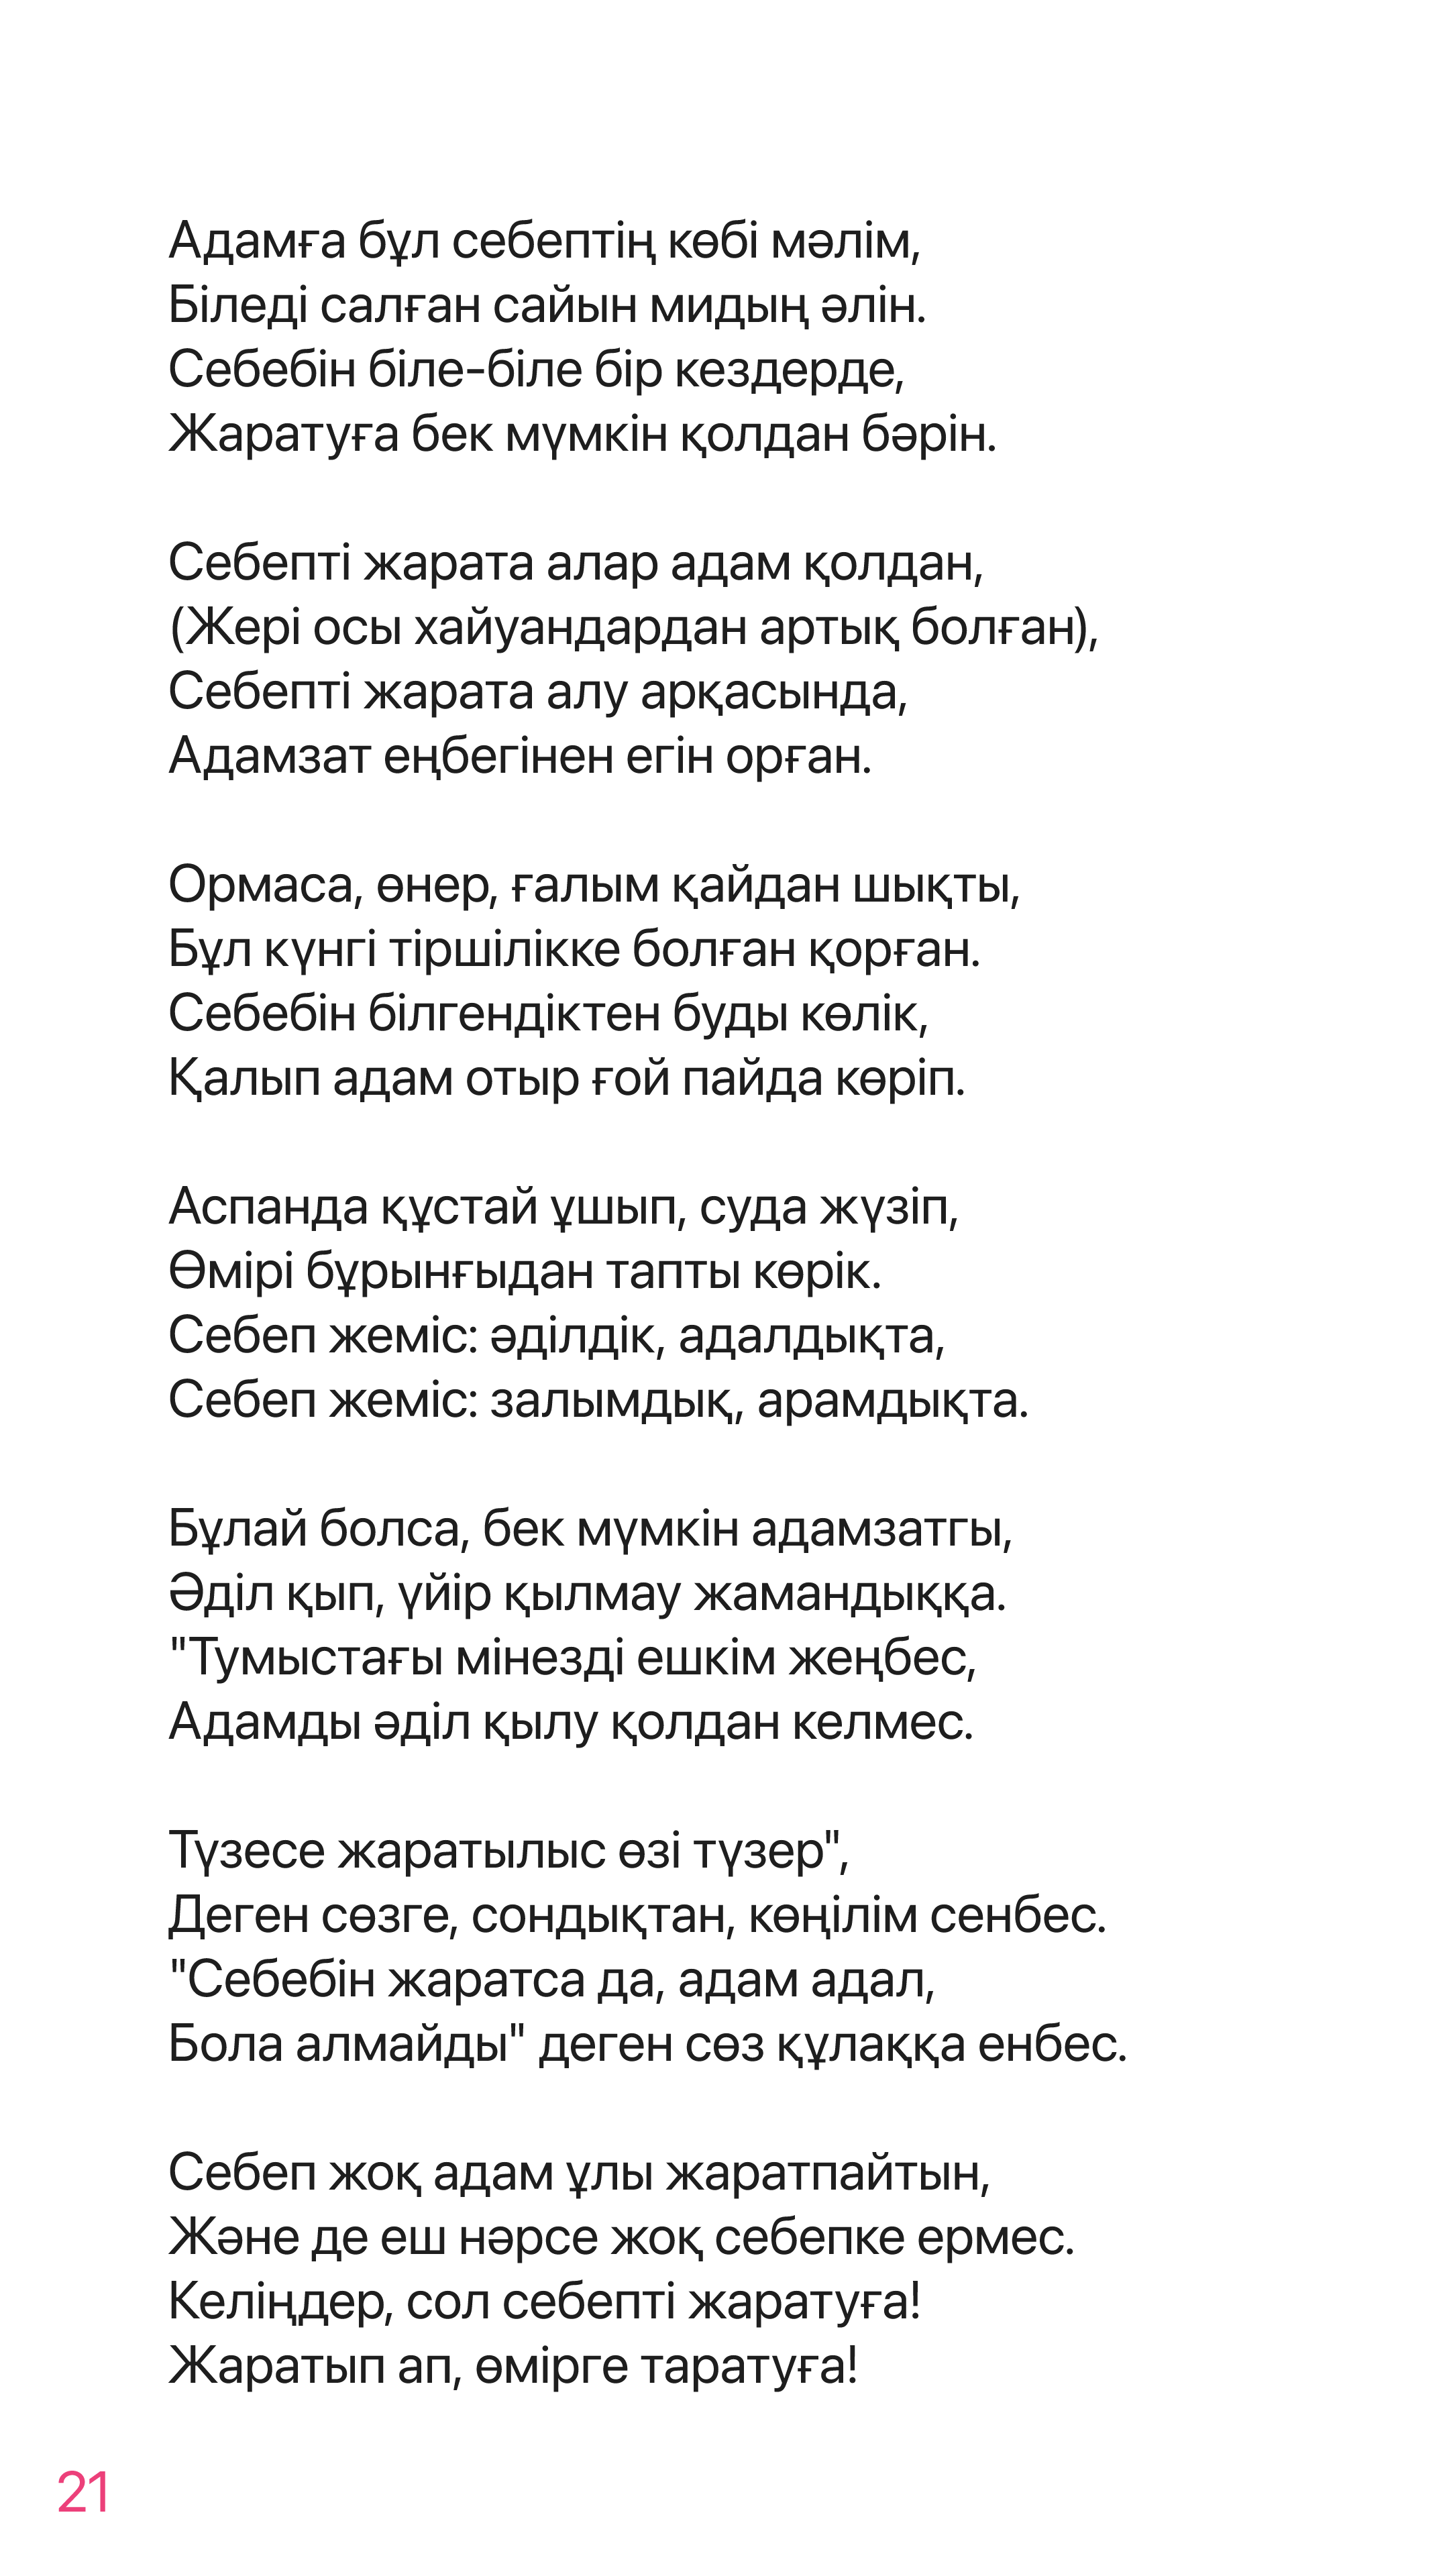 Адамға бұл себептің көбі мәлім,
Біледі салған сайын мидың әлін.
Себебін біле-біле бір кездерде,
Жаратуға бек мүмкін қолдан бәрін.
Себепті жарата алар адам қолдан,
(Жері осы хайуандардан артық болған),
Себепті жарата алу арқасында,
Адамзат еңбегінен егін орған.
Ормаса, өнер, ғалым қайдан шықты,
Бұл күнгі тіршілікке болған қорған.
Себебін білгендіктен буды көлік,
Қалып адам отыр ғой пайда көріп.
Аспанда құстай ұшып, суда жүзіп,
Өмірі бұрынғыдан тапты көрік.
Себеп жеміс: әділдік, адалдықта,
Себеп жеміс: залымдық, арамдықта.
Бұлай болса, бек мүмкін адамзатгы,
Әділ қып, үйір қылмау жамандыққа.
"Тумыстағы мінезді ешкім жеңбес,
Адамды әділ қылу қолдан келмес.
Түзесе жаратылыс өзі түзер",
Деген сөзге, сондықтан, көңілім сенбес.
"Себебін жаратса да, адам адал,
Бола алмайды" деген сөз құлаққа енбес.
Себеп жоқ адам ұлы жаратпайтын,
Және де еш нәрсе жоқ себепке ермес.
Келіңдер, сол себепті жаратуға!
Жаратып ап, өмірге таратуға!
21